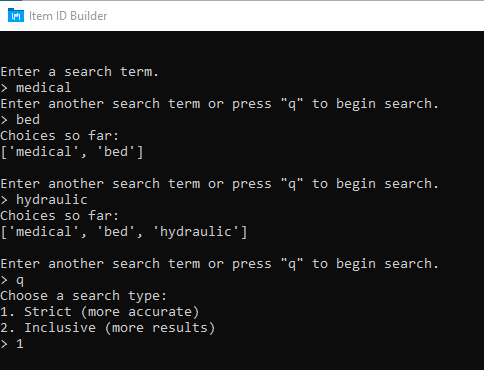 Item ID Builder
Enter a search term.
> medical
Enter another search term or press "q" to begin search.
> bed
Choices so far:
['medical', 'bed']
Enter another search term or press "q" to begin search.
> hydraulic
Choices so far:
['medical', 'bed', 'hydraulic']
Enter another search term or press "q" to begin search.
> q
Choose a search type:
1. Strict (more accurate)
2. Inclusive (more results)
> 1